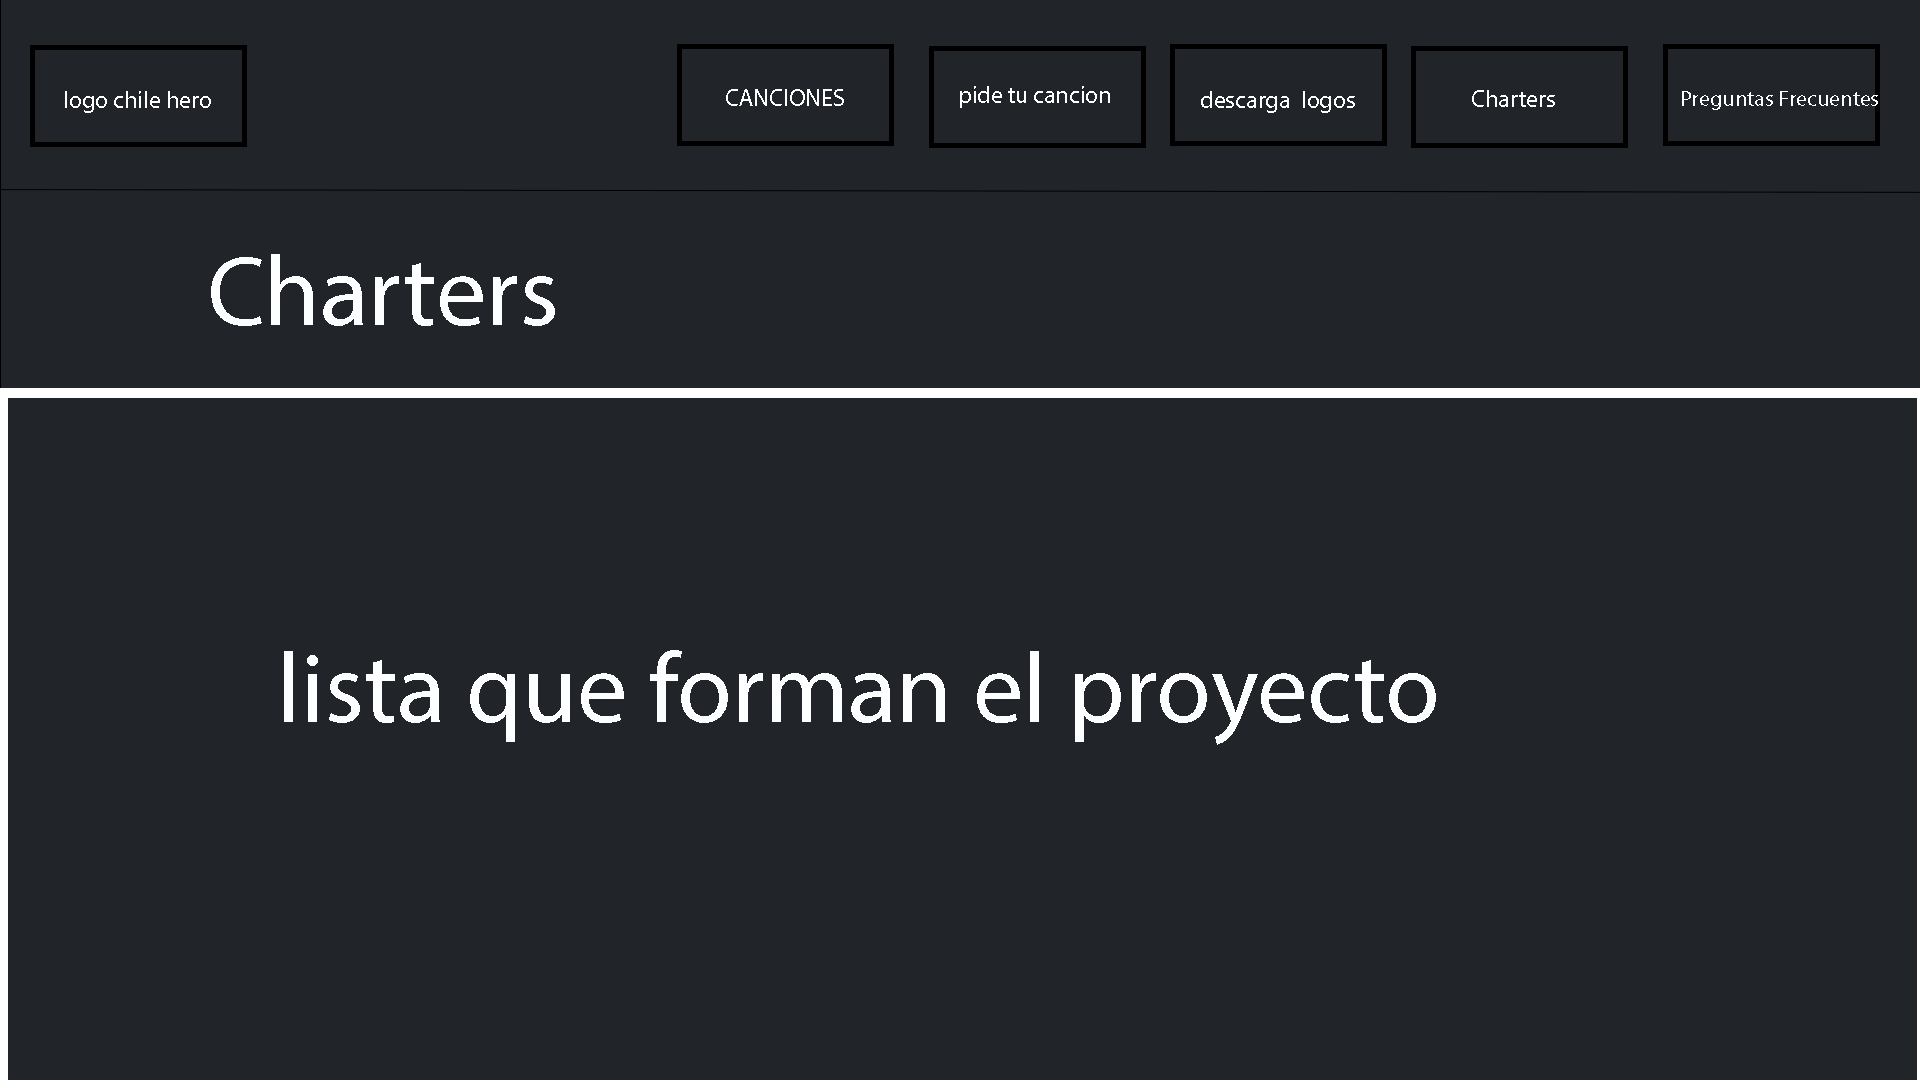 logo chile hero
CANCIONES
pide tu cancion
descarga  logos
Charters
Preguntas Frecuentes
Charters
lista que forman el proyecto